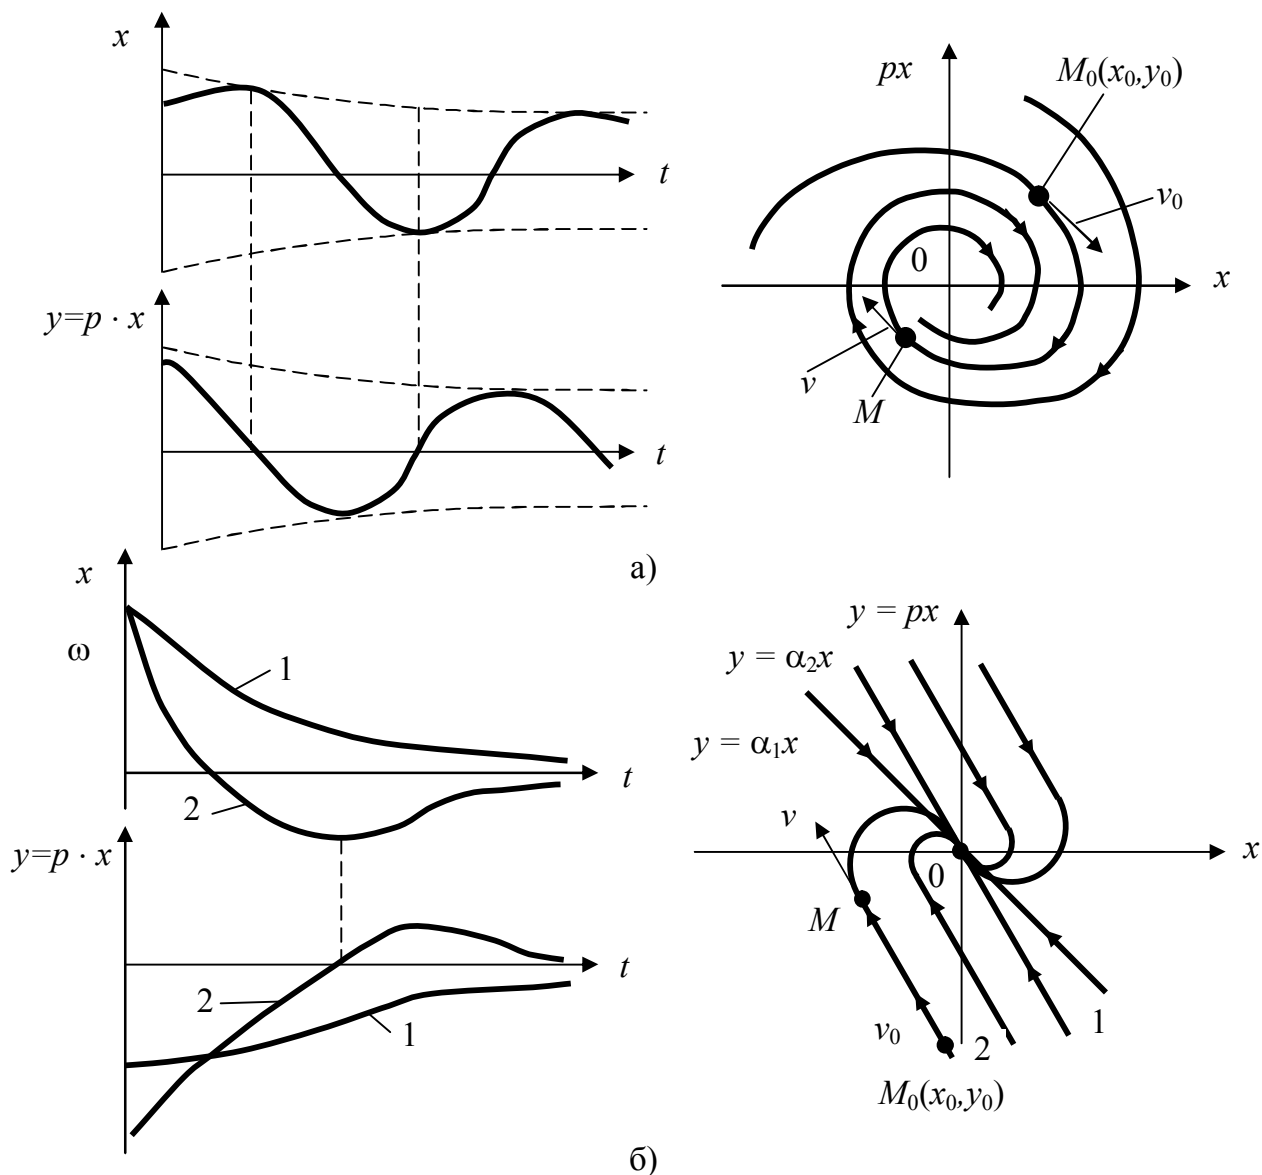 x
t
y=p · x
t
px
M₀(x₀,y₀)
v₀
0
x
v
M
а)
x
ω
1
2
t
y=p · x
2
1
t
y = px
y = α₂x
y = α₁x
v
0
x
M
v₀
2
1
M₀(x₀,y₀)
б)